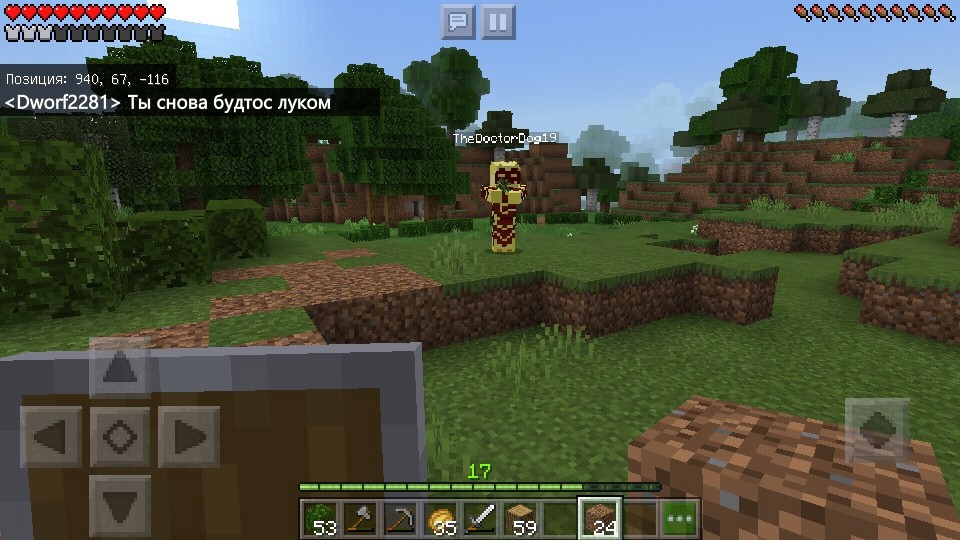 Позиция: 940, 67, -116
<Dworf2281> Ты снова будтос луком
TheDoctorDog19
17
53
35
59
24